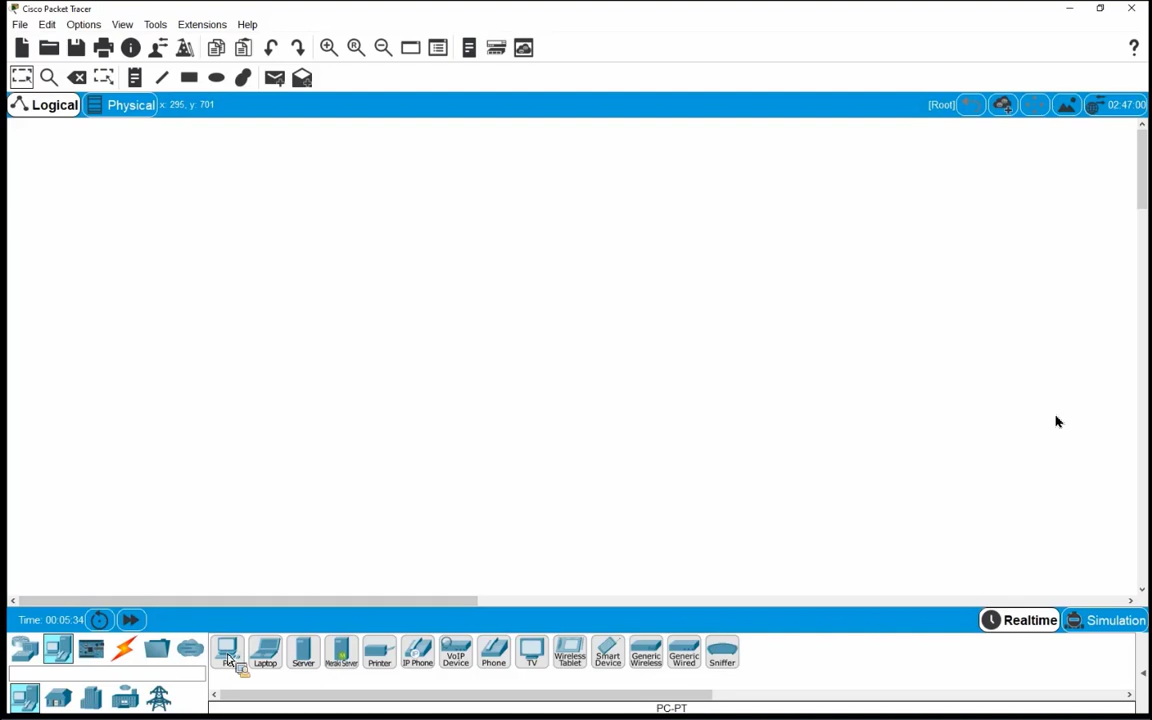 Cisco Packet Tracer
File Edit Options View Tools Extensions Help
Logical Physical x: 295, y: 701 [Root] 02:47:00
Time: 00:05:34 Realtime Simulation
Laptop Server Meraki Server Printer IP Phone VoIP Device Phone TV Wireless Tablet Smart Device Generic Wireless Generic Wired Sniffer
PC-PT